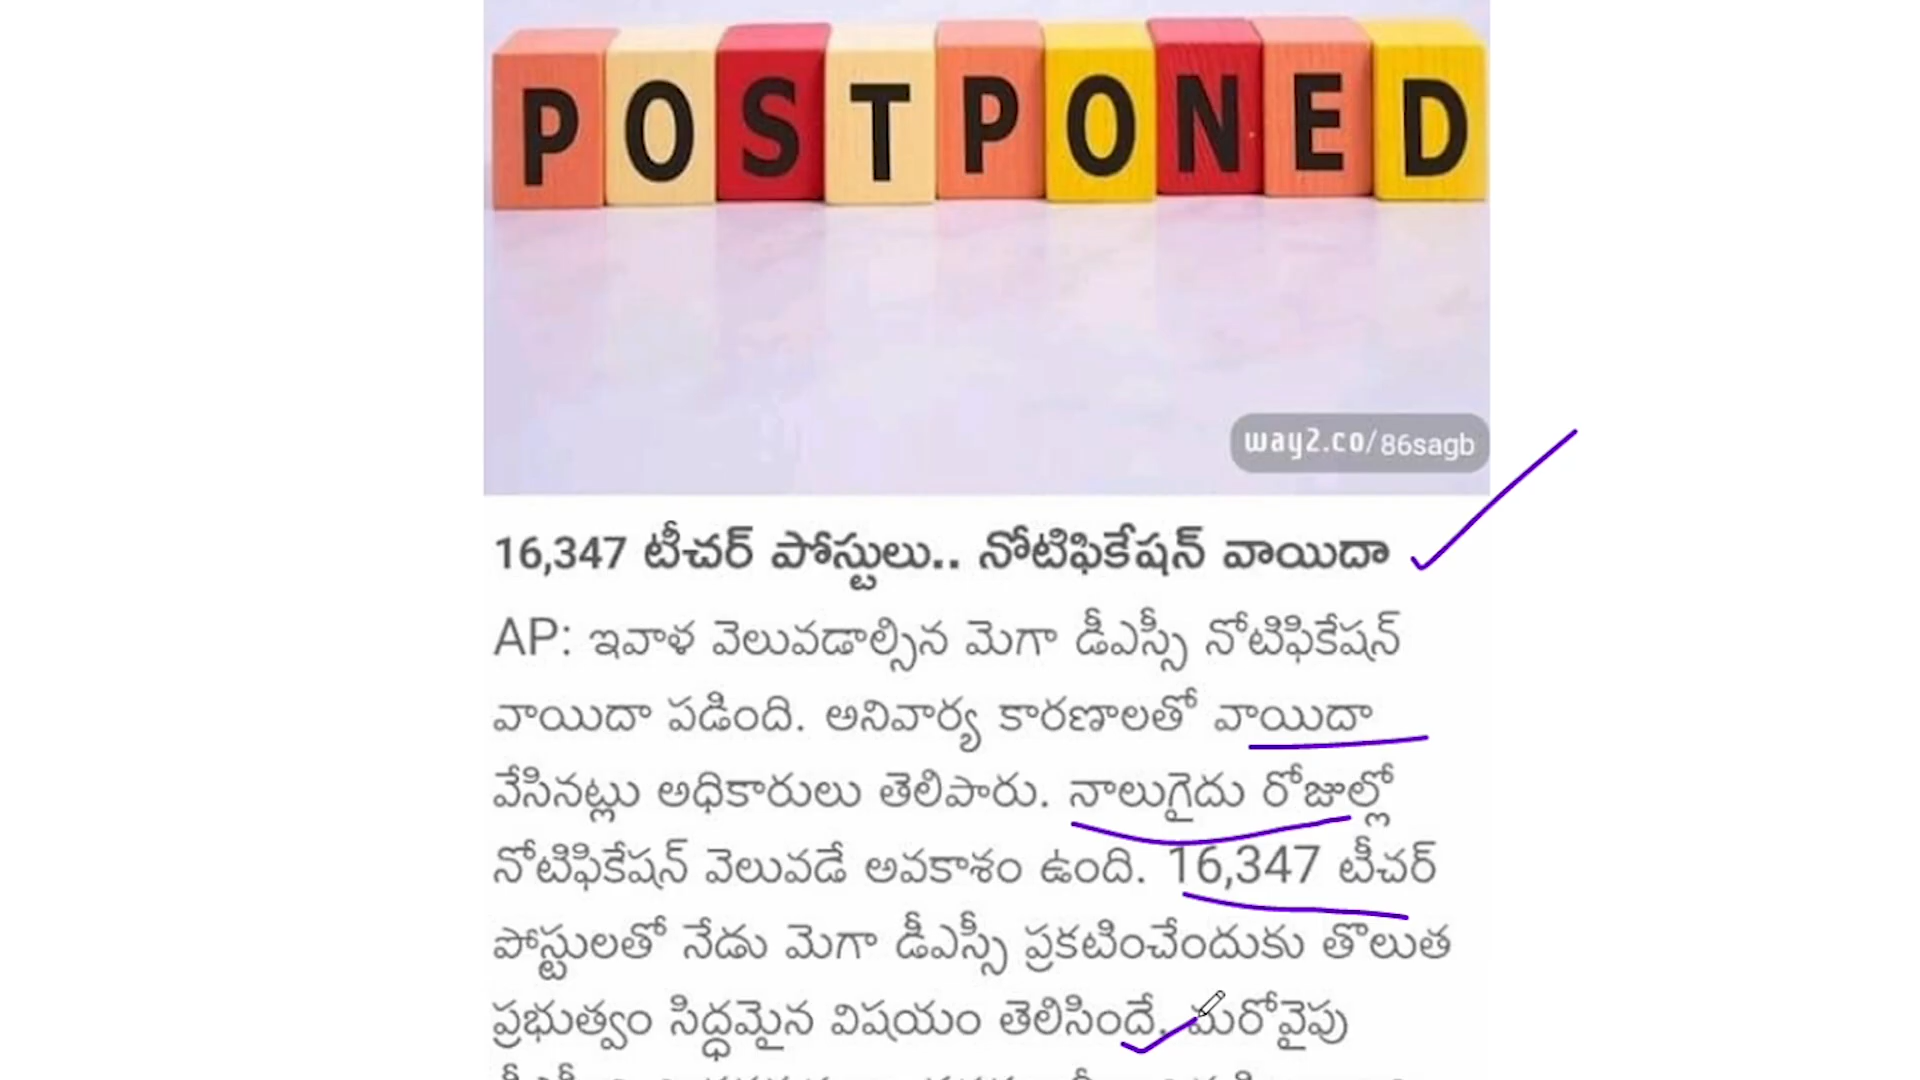 POSTPONED
way2.co/86sagb
16,347 టీచర్ పోస్టులు.. నోటిఫికేషన్ వాయిదా
AP: ఇవాళ వెలువడాల్సిన మెగా డీఎస్సీ నోటిఫికేషన్
వాయిదా పడింది. అనివార్య కారణాలతో వాయిదా
వేసినట్లు అధికారులు తెలిపారు. నాలుగైదు రోజుల్లో
నోటిఫికేషన్ వెలువడే అవకాశం ఉంది. 16,347 టీచర్
పోస్టులతో నేడు మెగా డీఎస్సీ ప్రకటించేందుకు తొలుత
ప్రభుత్వం సిద్ధమైన విషయం తెలిసిందే. మరోవైపు